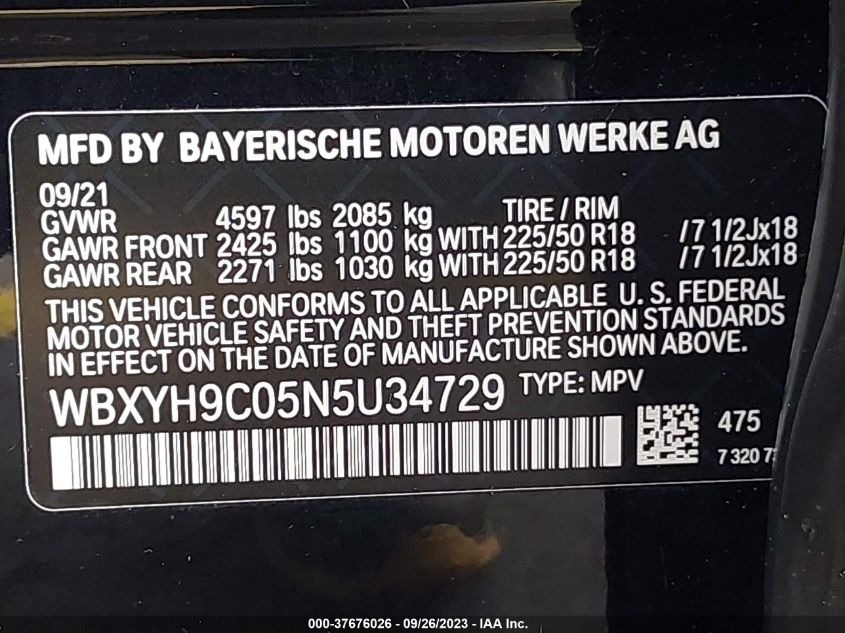 MFD BY BAYERISCHE MOTOREN WERKE AG
09/21
GVWR 4597 lbs 2085 kg TIRE / RIM
GAWR FRONT 2425 lbs 1100 kg WITH 225/50 R18 /7 1/2Jx18
GAWR REAR 2271 lbs 1030 kg WITH 225/50 R18 /7 1/2Jx18
THIS VEHICLE CONFORMS TO ALL APPLICABLE U. S. FEDERAL
MOTOR VEHICLE SAFETY AND THEFT PREVENTION STANDARDS
IN EFFECT ON THE DATE OF MANUFACTURE SHOWN ABOVE.
WBXYH9C05N5U34729 TYPE: MPV
475
7 320
000-37676026 - 09/26/2023 - IAA Inc.